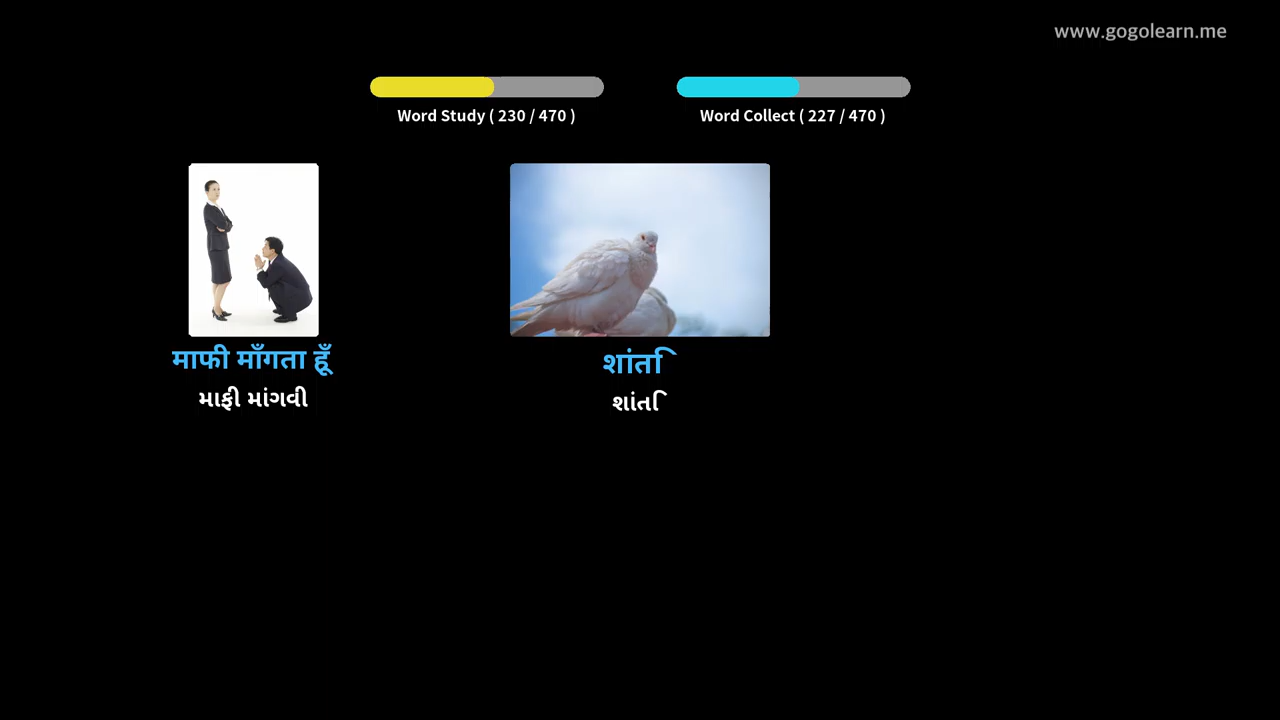 www.gogolearn.me
Word Study ( 230 / 470 )
Word Collect ( 227 / 470 )
माफी माँगता हूँ
માફી માંગવી
शांति
શાંતિ